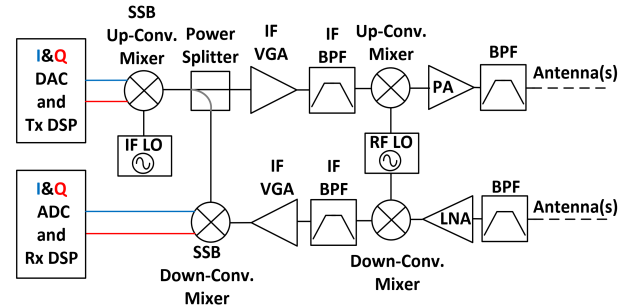 SSB
Up-Conv.
Mixer
Power
Splitter
IF
VGA
IF
BPF
Up-Conv.
Mixer
BPF
I&Q
DAC
and
Tx DSP
PA
Antenna(s)
IF LO
RF LO
I&Q
ADC
and
Rx DSP
IF
VGA
IF
BPF
BPF
LNA
Antenna(s)
SSB
Down-Conv.
Mixer
Down-Conv.
Mixer